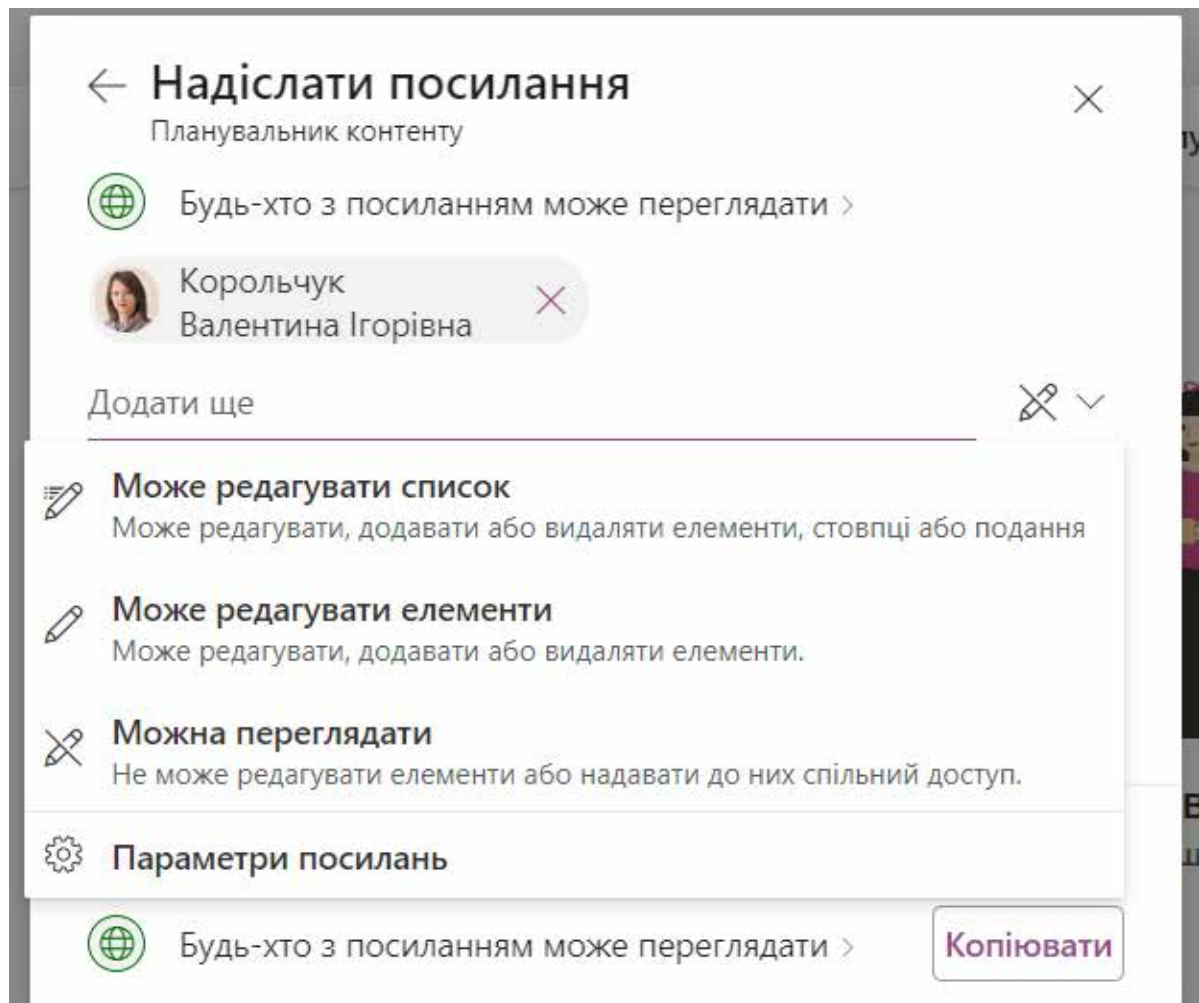 Надіслати посилання
Планувальник контенту
Будь-хто з посиланням може переглядати
Корольчук
Валентина Ігорівна
Додати ще
Може редагувати список
Може редагувати, додавати або видаляти елементи, стовпці або подання
Може редагувати елементи
Може редагувати, додавати або видаляти елементи.
Можна переглядати
Не може редагувати елементи або надавати до них спільний доступ.
Параметри посилань
Будь-хто з посиланням може переглядати
Копіювати